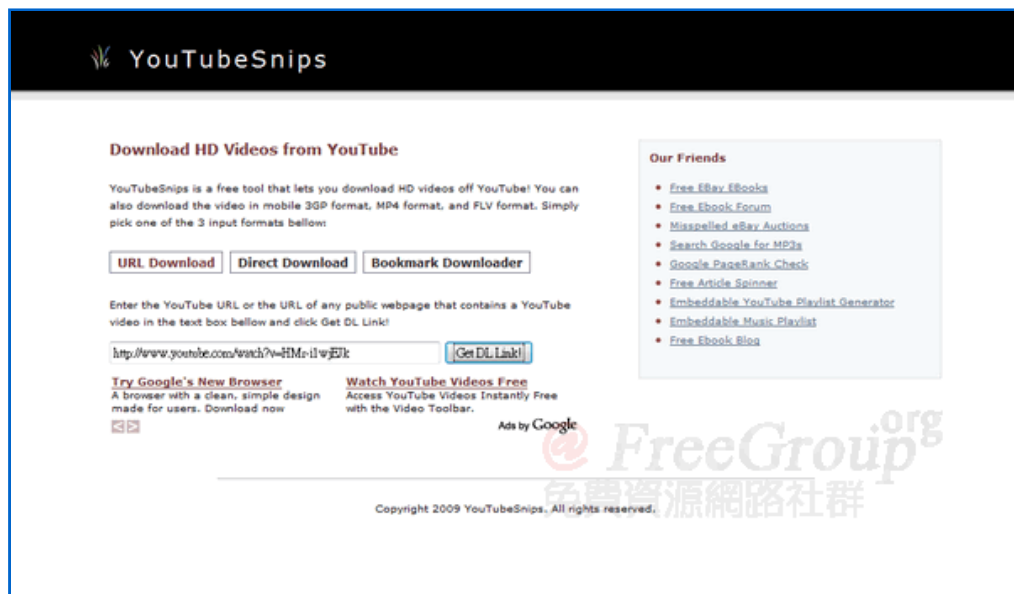 YouTubeSnips
Download HD Videos from YouTube
YouTubeSnips is a free tool that lets you download HD videos off YouTube! You can
also download the video in mobile 3GP format, MP4 format, and FLV format. Simply
pick one of the 3 input formats bellow:
URL Download Direct Download Bookmark Downloader
Enter the YouTube URL or the URL of any public webpage that contains a YouTube
video in the text box bellow and click Get DL Link!
Get DL Link!
Try Google's New Browser
A browser with a clean, simple design
made for users. Download now
Watch YouTube Videos Free
Access YouTube Videos Instantly Free
with the Video Toolbar.
Ads by Google
Our Friends
Free EBay EBooks
Free Ebook Forum
Misspelled eBay Auctions
Search Google for MP3s
Google PageRank Check
Free Article Spinner
Embeddable YouTube Playlist Generator
Embeddable Music Playlist
Free Ebook Blog
@ FreeGroup.org
免費資源網路社群
Copyright 2009 YouTubeSnips. All rights reserved.